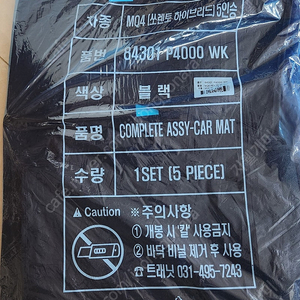 차종 MQ4 (쏘렌토 하이브리드) 5인승
품번 84301 P4000 WK
색상 블랙
품명 COMPLETE ASSY-CAR MAT
수량 1SET (5 PIECE)
Caution ※주의사항
① 개봉시 '칼' 사용금지
② 바닥 비닐 제거 후 사용
☎ 트래닛 031-495-7243